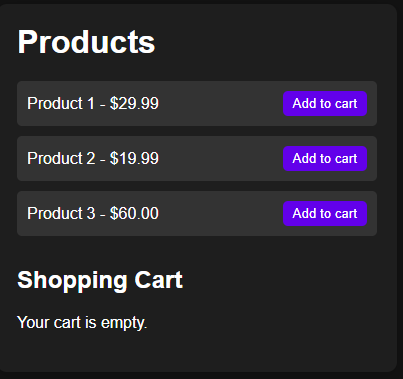 Products
Product 1 - $29.99 Add to cart
Product 2 - $19.99 Add to cart
Product 3 - $60.00 Add to cart
Shopping Cart
Your cart is empty.